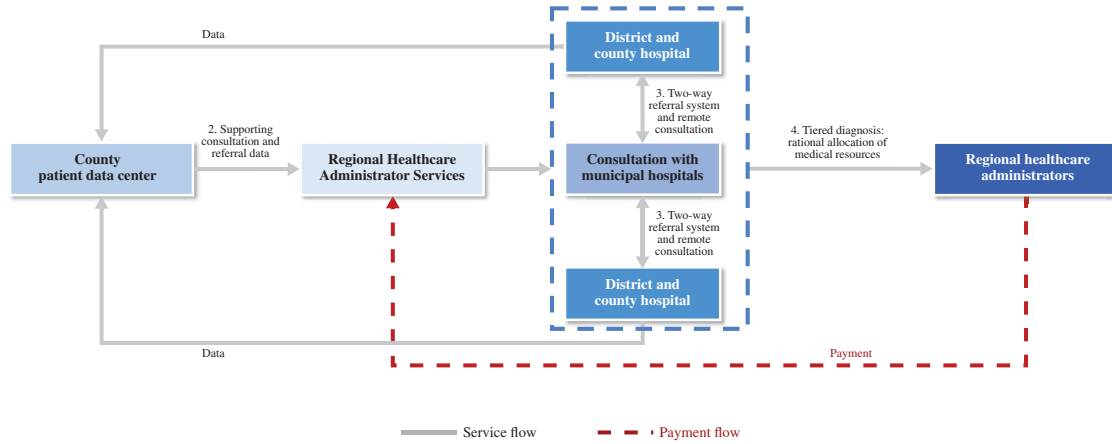 Data
District and
county hospital
3. Two-way
referral system
and remote
consultation
2. Supporting
consultation and
referral data
4. Tiered diagnosis:
rational allocation of
medical resources
County
patient data center
Regional Healthcare
Administrator Services
Consultation with
municipal hospitals
Regional healthcare
administrators
3. Two-way
referral system
and remote
consultation
District and
county hospital
Data
Payment
Service flow
Payment flow